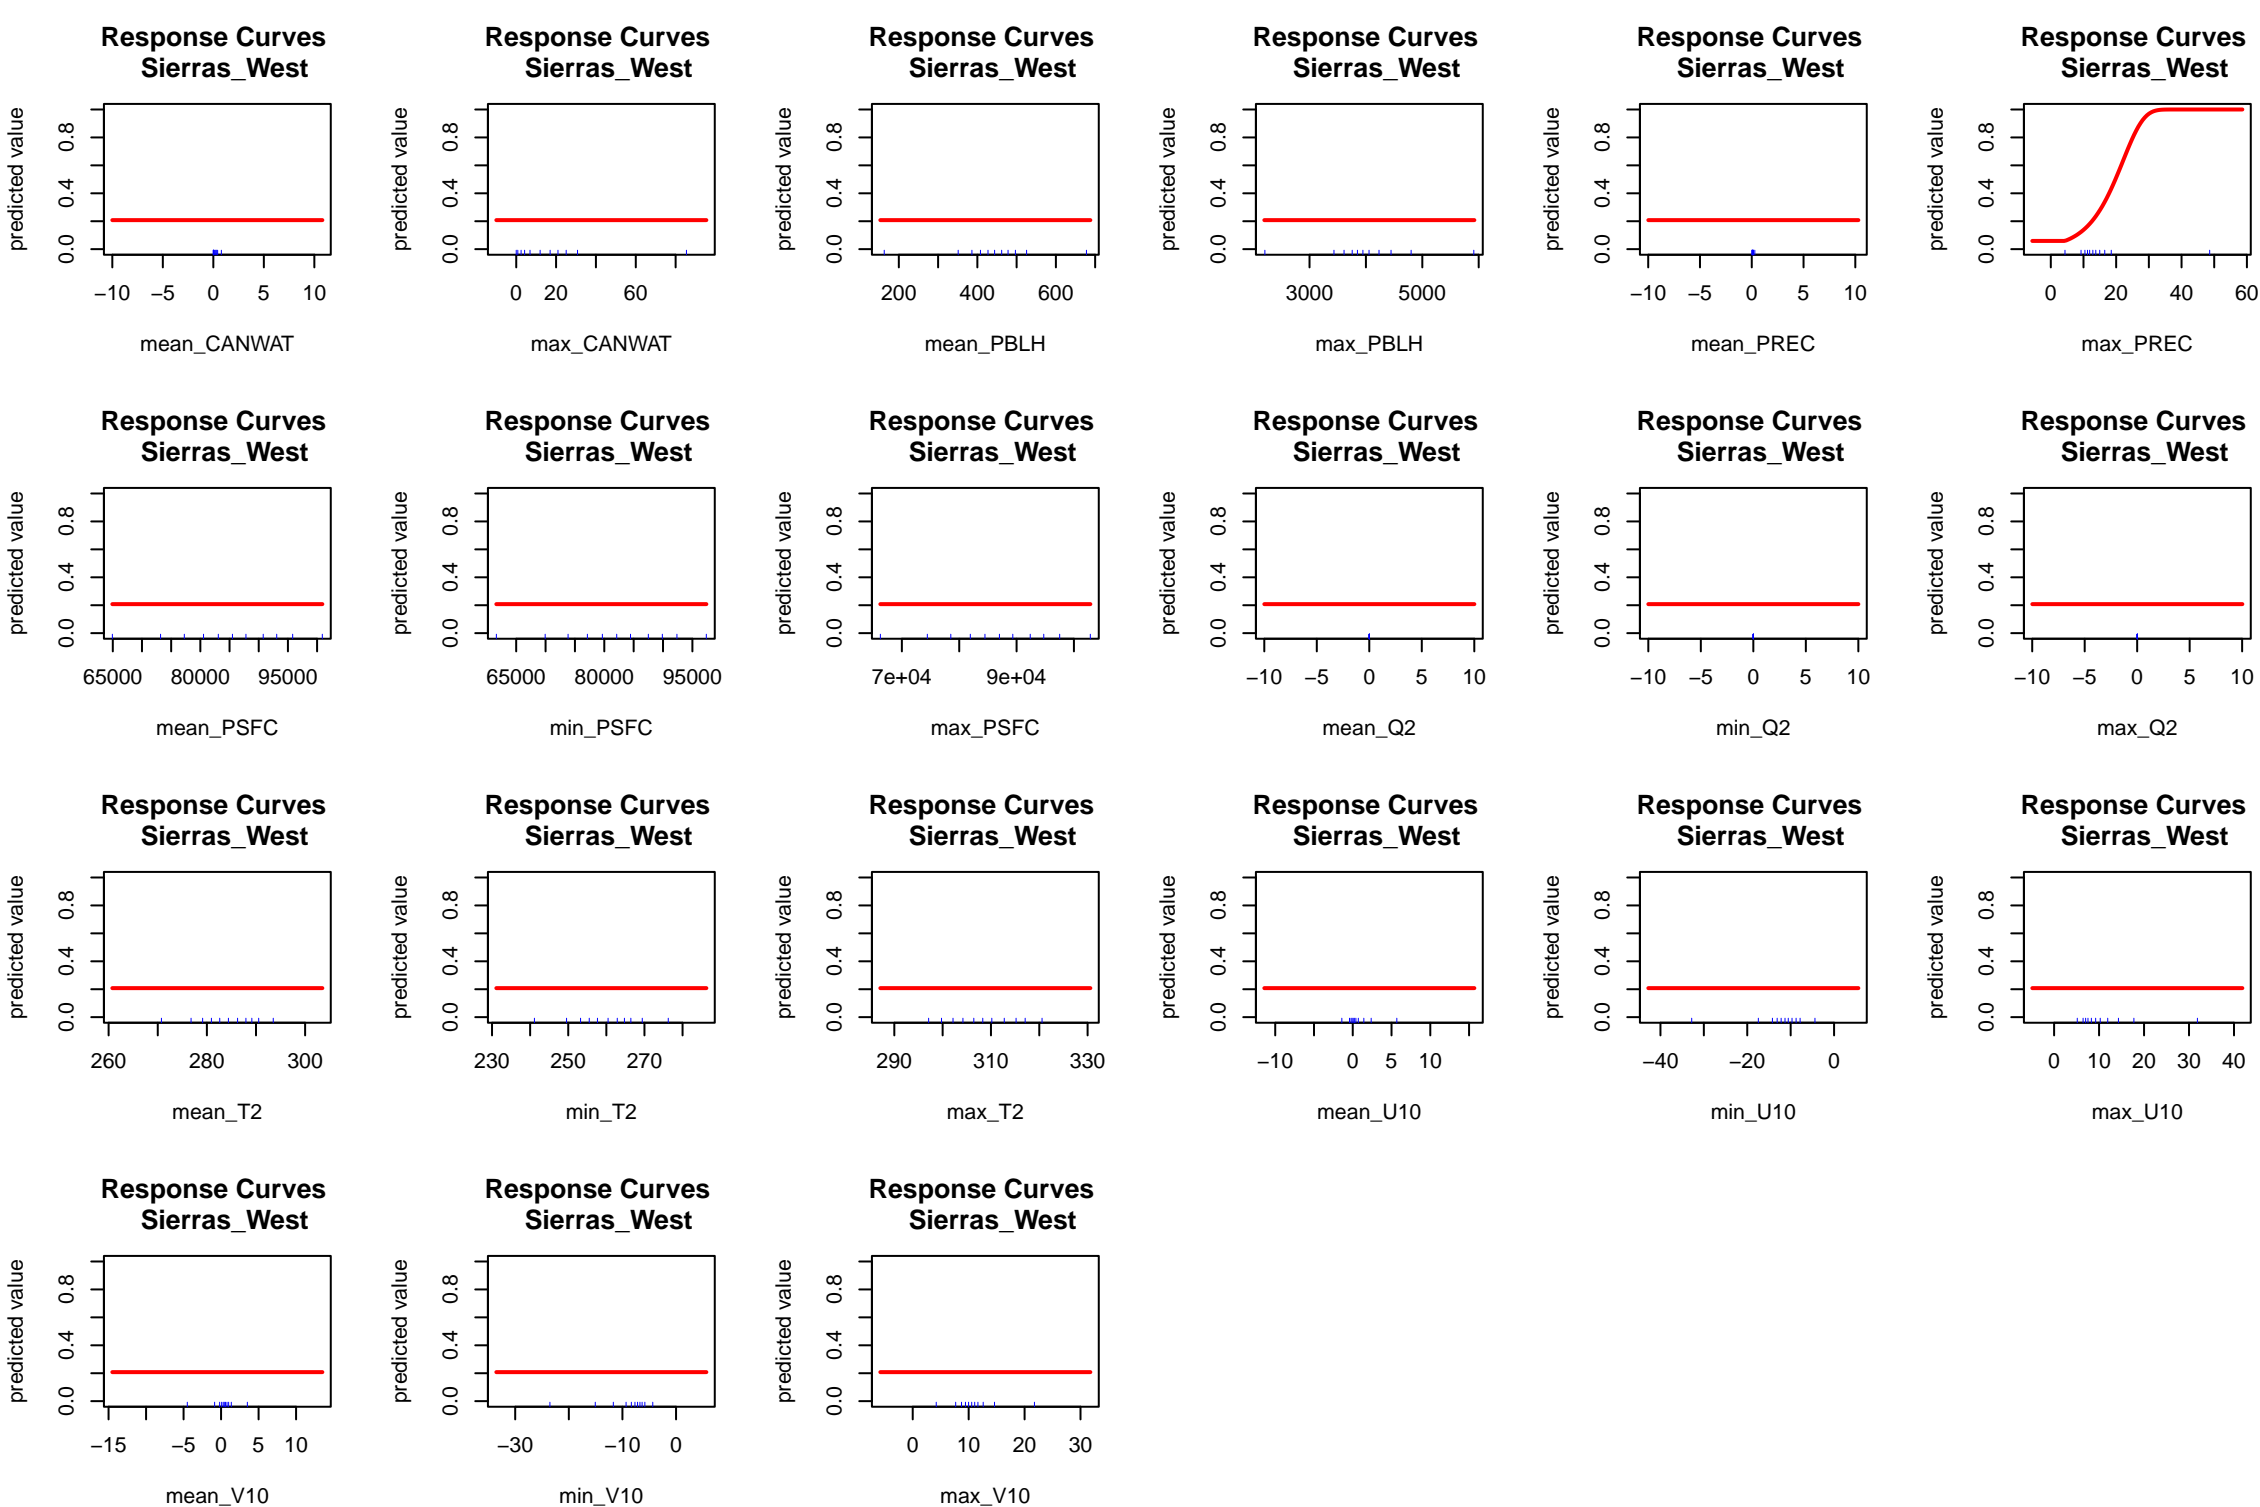 Response Curves
Sierras_West
predicted value
0.0 0.4 0.8
−10 −5 0 5 10
mean_CANWAT
Response Curves
Sierras_West
predicted value
0.0 0.4 0.8
0 20 60
max_CANWAT
Response Curves
Sierras_West
predicted value
0.0 0.4 0.8
200 400 600
mean_PBLH
Response Curves
Sierras_West
predicted value
0.0 0.4 0.8
3000 5000
max_PBLH
Response Curves
Sierras_West
predicted value
0.0 0.4 0.8
−10 −5 0 5 10
mean_PREC
Response Curves
Sierras_West
predicted value
0.0 0.4 0.8
0 20 40 60
max_PREC
Response Curves
Sierras_West
predicted value
0.0 0.4 0.8
65000 80000 95000
mean_PSFC
Response Curves
Sierras_West
predicted value
0.0 0.4 0.8
65000 80000 95000
min_PSFC
Response Curves
Sierras_West
predicted value
0.0 0.4 0.8
7e+04 9e+04
max_PSFC
Response Curves
Sierras_West
predicted value
0.0 0.4 0.8
−10 −5 0 5 10
mean_Q2
Response Curves
Sierras_West
predicted value
0.0 0.4 0.8
−10 −5 0 5 10
min_Q2
Response Curves
Sierras_West
predicted value
0.0 0.4 0.8
−10 −5 0 5 10
max_Q2
Response Curves
Sierras_West
predicted value
0.0 0.4 0.8
260 280 300
mean_T2
Response Curves
Sierras_West
predicted value
0.0 0.4 0.8
230 250 270
min_T2
Response Curves
Sierras_West
predicted value
0.0 0.4 0.8
290 310 330
max_T2
Response Curves
Sierras_West
predicted value
0.0 0.4 0.8
−10 0 5 10
mean_U10
Response Curves
Sierras_West
predicted value
0.0 0.4 0.8
−40 −20 0
min_U10
Response Curves
Sierras_West
predicted value
0.0 0.4 0.8
0 10 20 30 40
max_U10
Response Curves
Sierras_West
predicted value
0.0 0.4 0.8
−15 −5 0 5 10
mean_V10
Response Curves
Sierras_West
predicted value
0.0 0.4 0.8
−30 −10 0
min_V10
Response Curves
Sierras_West
predicted value
0.0 0.4 0.8
0 10 20 30
max_V10